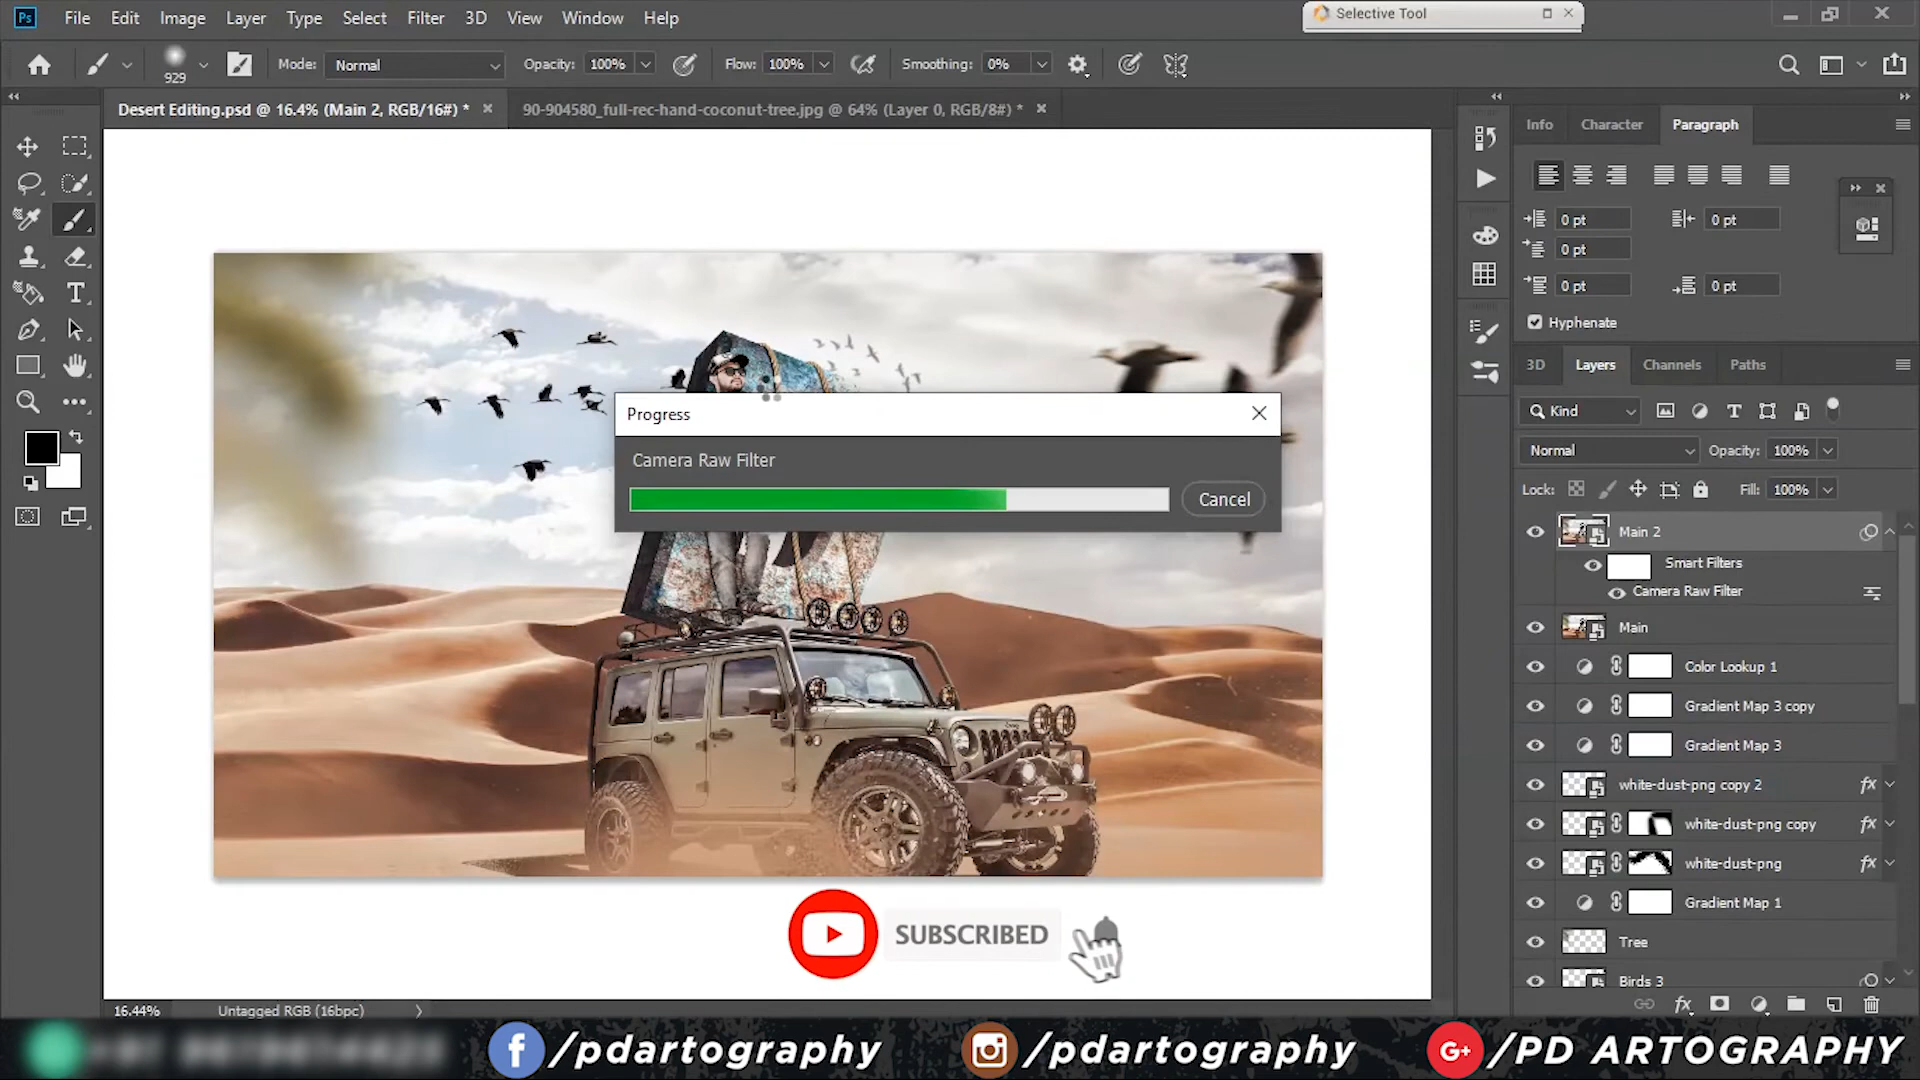 Ps File Edit Image Layer Type Select Filter 3D View Window Help
Selective Tool
929 Mode: Normal Opacity: 100% Flow: 100% Smoothing: 0%
Desert Editing.psd @ 16.4% (Main 2, RGB/16#) *
90-904580_full-rec-hand-coconut-tree.jpg @ 64% (Layer 0, RGB/8#) *
Info Character Paragraph
0 pt 0 pt
0 pt
0 pt 0 pt
Hyphenate
3D Layers Channels Paths
Kind
Normal Opacity: 100%
Lock: Fill: 100%
Main 2
Smart Filters
Camera Raw Filter
Main
Color Lookup 1
Gradient Map 3 copy
Gradient Map 3
white-dust-png copy 2 fx
white-dust-png copy fx
white-dust-png fx
Gradient Map 1
Tree
Birds 3
fx
Progress
Camera Raw Filter
Cancel
SUBSCRIBED
16.44% Untagged RGB (16bpc)
f /pdartography /pdartography G+ /PD ARTOGRAPHY